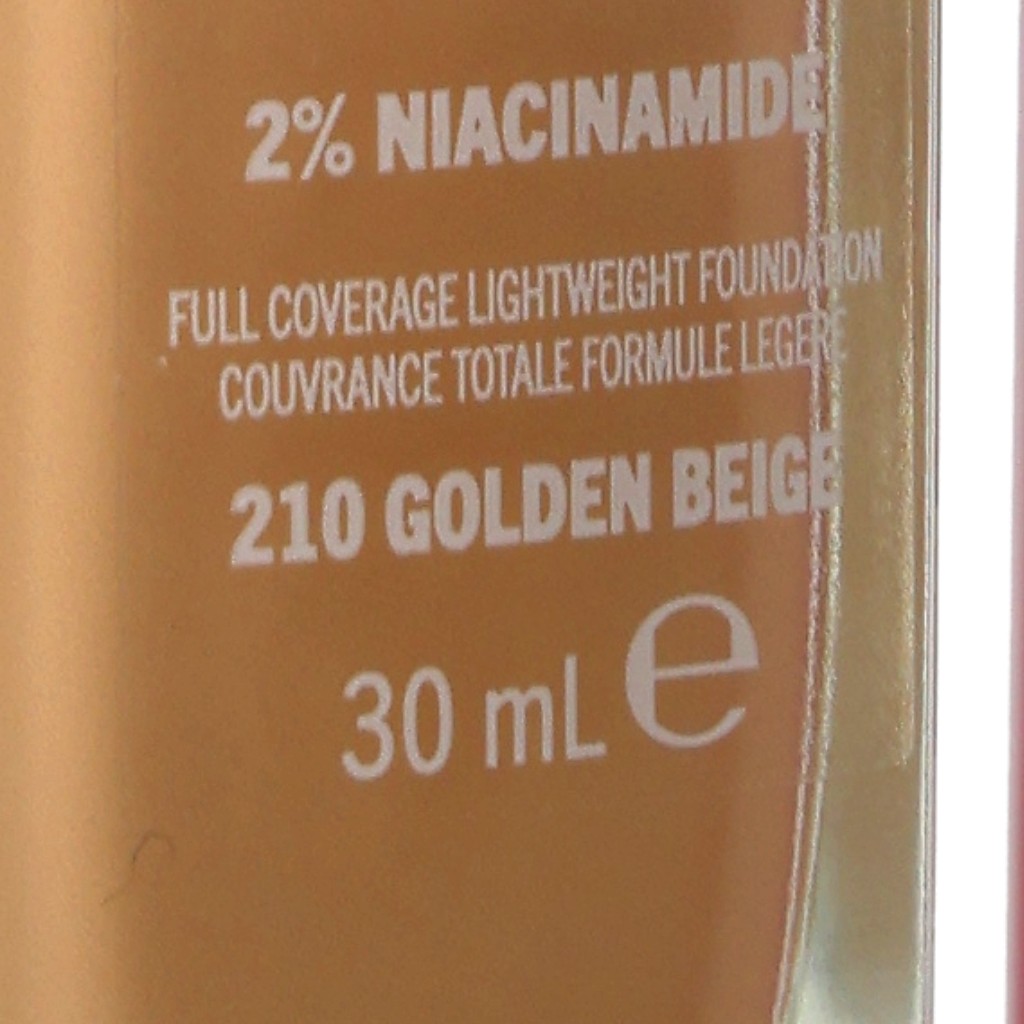 2% NIACINAMIDE
FULL COVERAGE LIGHTWEIGHT FOUNDATION
COUVRANCE TOTALE FORMULE LEGERE
210 GOLDEN BEIGE
30 mL e